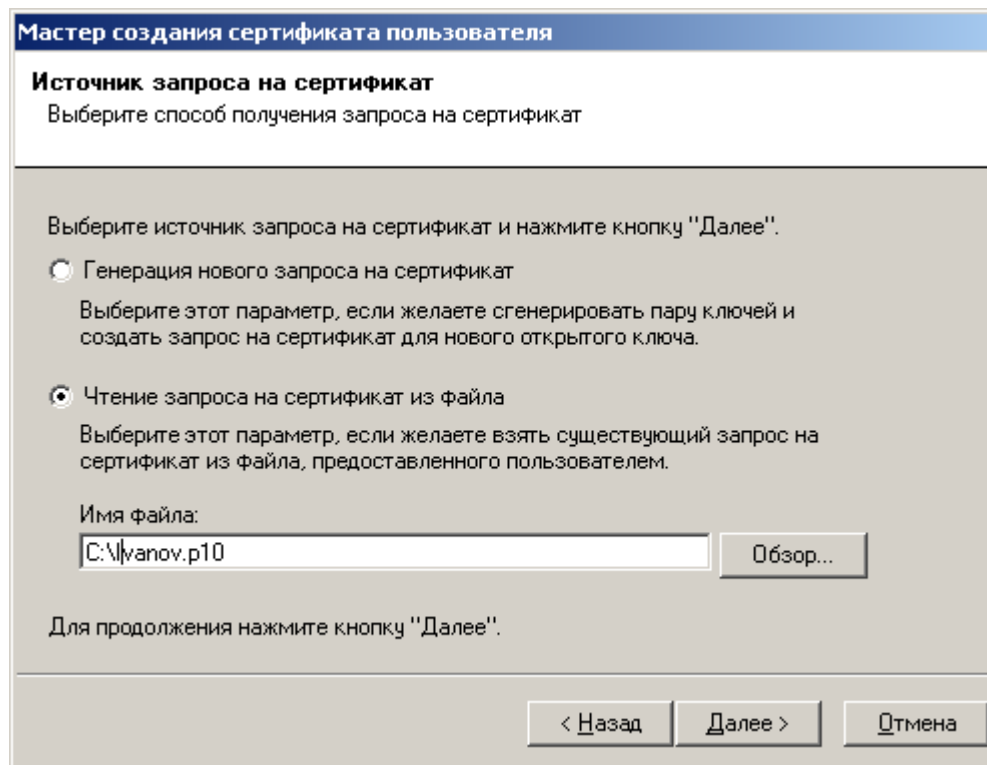 Мастер создания сертификата пользователя
Источник запроса на сертификат
Выберите способ получения запроса на сертификат
Выберите источник запроса на сертификат и нажмите кнопку "Далее".
Генерация нового запроса на сертификат
Выберите этот параметр, если желаете сгенерировать пару ключей и
создать запрос на сертификат для нового открытого ключа.
Чтение запроса на сертификат из файла
Выберите этот параметр, если желаете взять существующий запрос на
сертификат из файла, предоставленного пользователем.
Имя файла:
C:\Ivanov.p10
Обзор...
Для продолжения нажмите кнопку "Далее".
< Назад
Далее >
Отмена